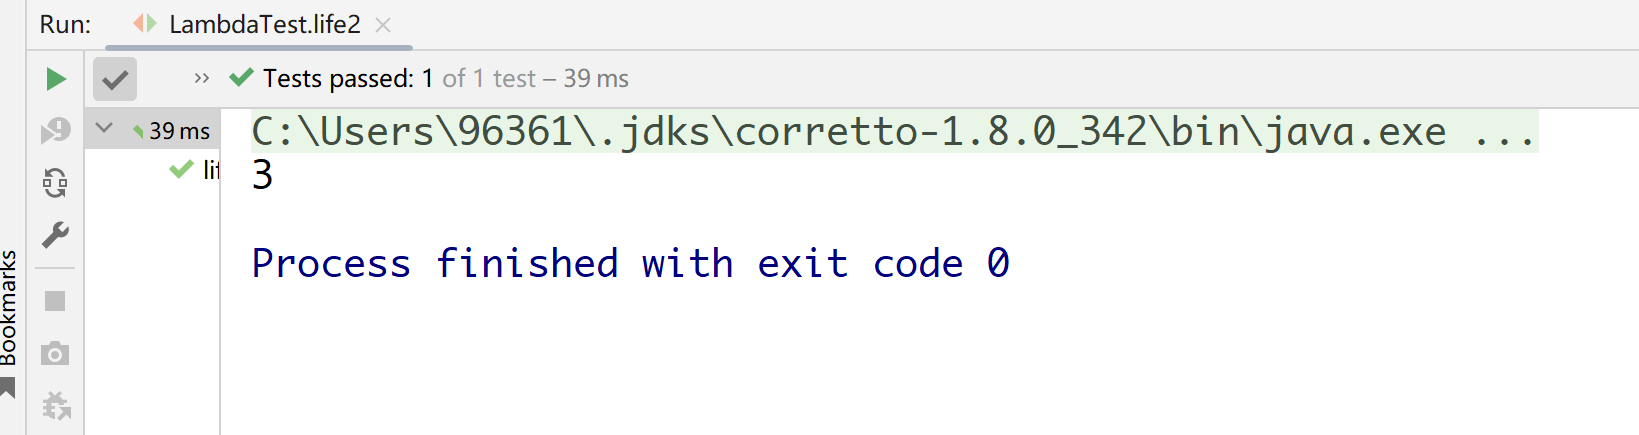 Run: LambdaTest.life2
Tests passed: 1 of 1 test – 39 ms
39 ms
C:\Users\96361\.jdks\corretto-1.8.0_342\bin\java.exe ...
lif
3
Process finished with exit code 0
Bookmarks